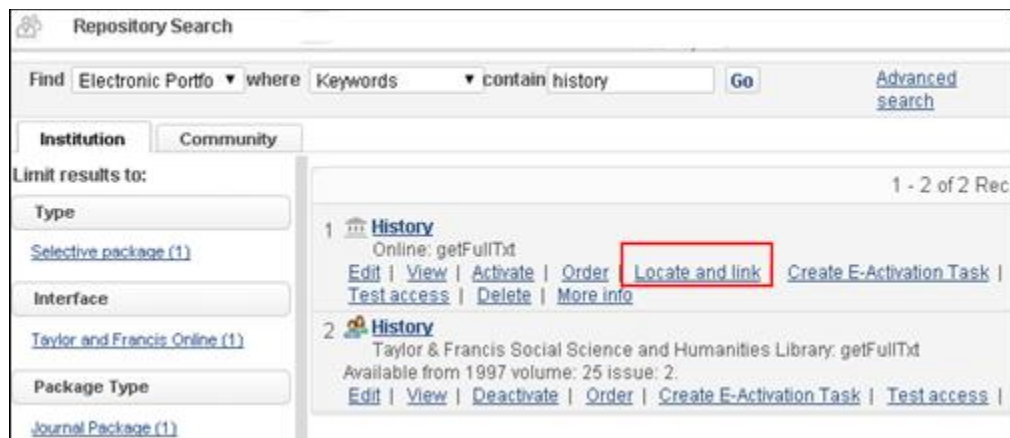 Repository Search
Find Electronic Portfo where Keywords contain history Go Advanced search
Institution Community
Limit results to:
Type
Selective package (1)
Interface
Taylor and Francis Online (1)
Package Type
Journal Package (1)
1 - 2 of 2 Rec
1 History
Online: getFullTxt
Edit | View | Activate | Order | Locate and link | Create E-Activation Task |
Test access | Delete | More info
2 History
Taylor & Francis Social Science and Humanities Library: getFullTxt
Available from 1997 volume: 25 issue: 2.
Edit | View | Deactivate | Order | Create E-Activation Task | Test access |